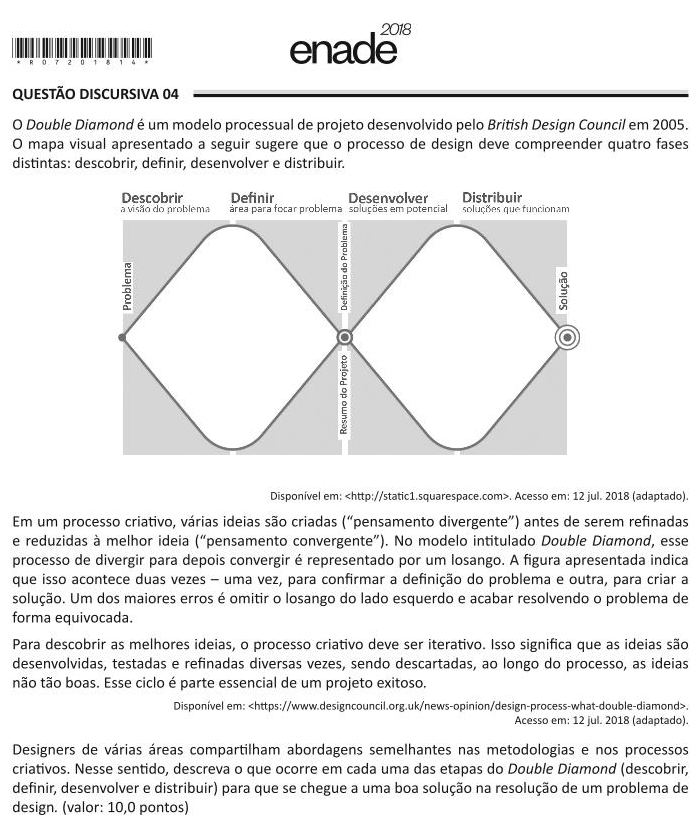 2018
enade
* R 0 7 2 0 1 8 1 4 *
QUESTÃO DISCURSIVA 04
O Double Diamond é um modelo processual de projeto desenvolvido pelo British Design Council em 2005.
O mapa visual apresentado a seguir sugere que o processo de design deve compreender quatro fases
distintas: descobrir, definir, desenvolver e distribuir.
Descobrir
a visão do problema
Definir
área para focar problema
Desenvolver
soluções em potencial
Distribuir
soluções que funcionam
Problema
Definição do Problema
Resumo do Projeto
Solução
Disponível em: <http://static1.squarespace.com>. Acesso em: 12 jul. 2018 (adaptado).
Em um processo criativo, várias ideias são criadas (“pensamento divergente”) antes de serem refinadas
e reduzidas à melhor ideia (“pensamento convergente”). No modelo intitulado Double Diamond, esse
processo de divergir para depois convergir é representado por um losango. A figura apresentada indica
que isso acontece duas vezes – uma vez, para confirmar a definição do problema e outra, para criar a
solução. Um dos maiores erros é omitir o losango do lado esquerdo e acabar resolvendo o problema de
forma equivocada.
Para descobrir as melhores ideias, o processo criativo deve ser iterativo. Isso significa que as ideias são
desenvolvidas, testadas e refinadas diversas vezes, sendo descartadas, ao longo do processo, as ideias
não tão boas. Esse ciclo é parte essencial de um projeto exitoso.
Disponível em: <https://www.designcouncil.org.uk/news-opinion/design-process-what-double-diamond>.
Acesso em: 12 jul. 2018 (adaptado).
Designers de várias áreas compartilham abordagens semelhantes nas metodologias e nos processos
criativos. Nesse sentido, descreva o que ocorre em cada uma das etapas do Double Diamond (descobrir,
definir, desenvolver e distribuir) para que se chegue a uma boa solução na resolução de um problema de
design. (valor: 10,0 pontos)